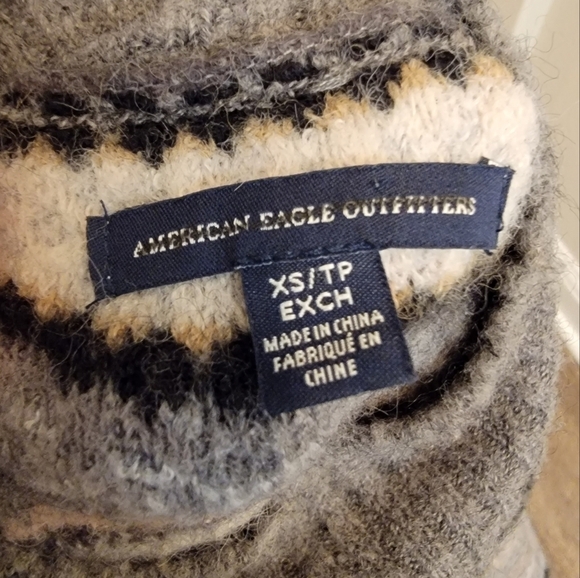 AMERICAN EAGLE OUTFITTERS
XS/TP
EXCH
MADE IN CHINA
FABRIQUÉ EN
CHINE